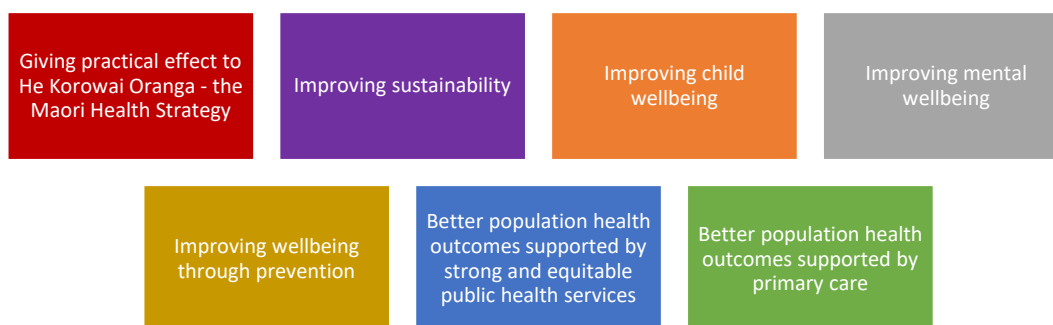 Giving practical effect to
He Korowai Oranga - the
Maori Health Strategy
Improving sustainability
Improving child
wellbeing
Improving mental
wellbeing
Improving wellbeing
through prevention
Better population health
outcomes supported by
strong and equitable
public health services
Better population health
outcomes supported by
primary care